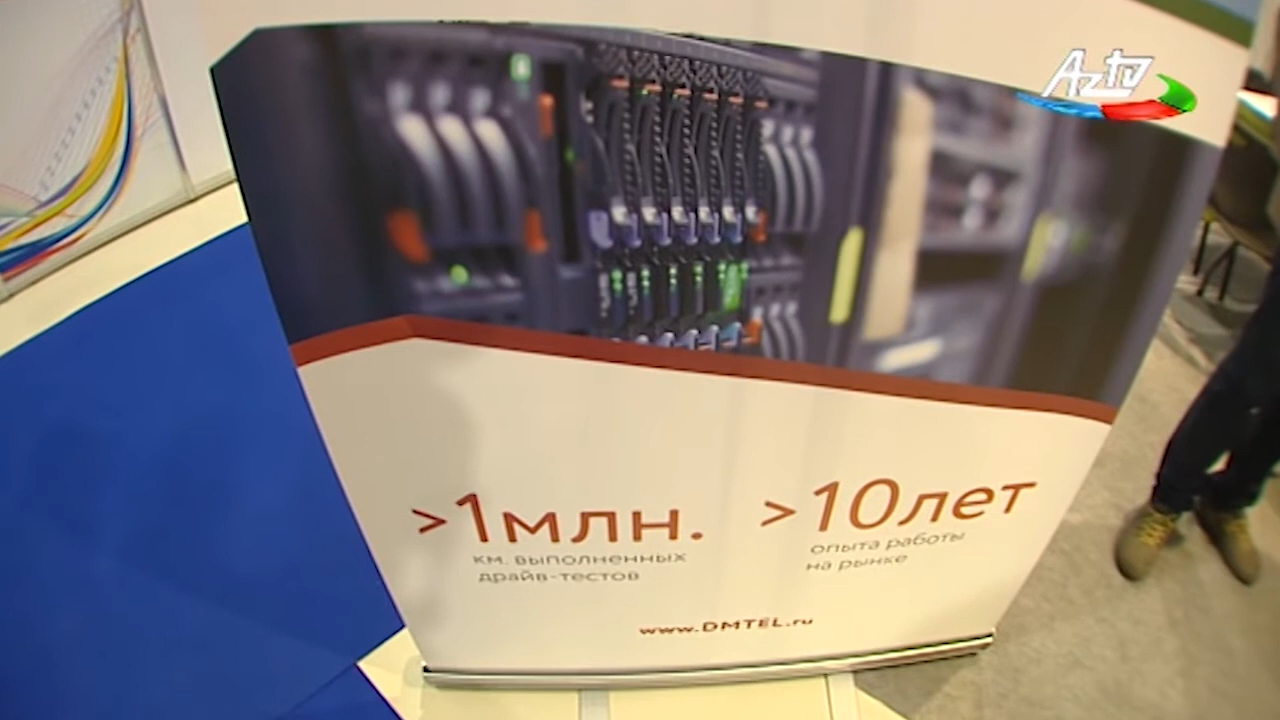 AzTV
>1млн.
км. выполненных
драйв-тестов
>10лет
опыта работы
на рынке
www.DMTEL.ru